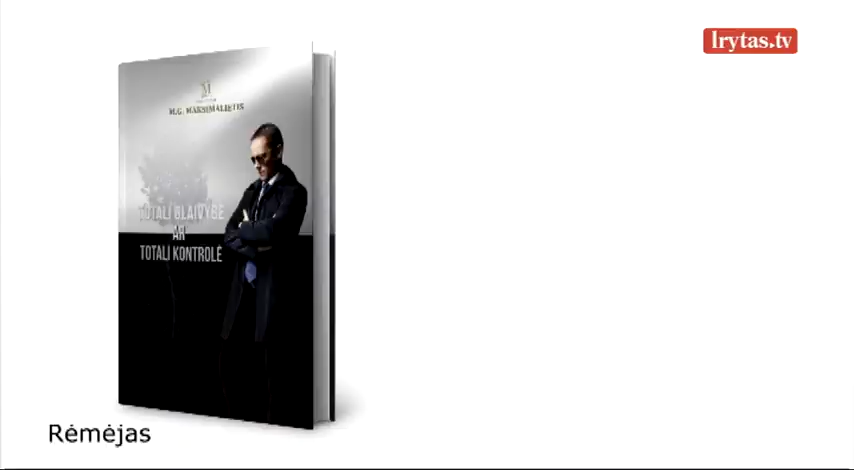 lrytas.tv
M
M.G. MAKSIMALIETIS
TOTALI BLAIVYBĖ
AR
TOTALI KONTROLĖ
Rėmėjas